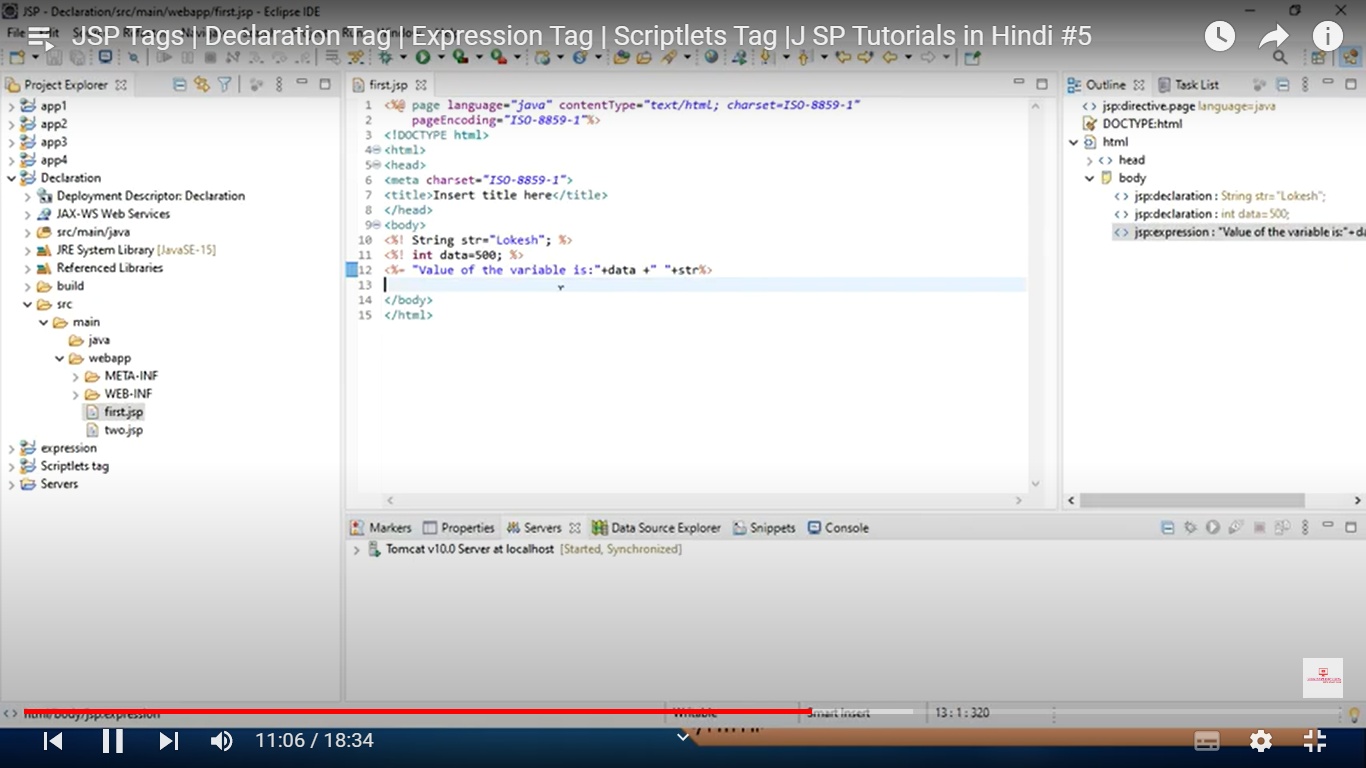 JSP - Declaration/src/main/webapp/first.jsp - Eclipse IDE
JSP Tags | Declaration Tag | Expression Tag | Scriptlets Tag |J SP Tutorials in Hindi #5
File
Project Explorer
app1
app2
app3
app4
Declaration
Deployment Descriptor: Declaration
JAX-WS Web Services
src/main/java
JRE System Library [JavaSE-15]
Referenced Libraries
build
src
main
java
webapp
META-INF
WEB-INF
first.jsp
two.jsp
expression
Scriptlets tag
Servers
first.jsp
1 <%@ page language="java" contentType="text/html; charset=ISO-8859-1"
2 pageEncoding="ISO-8859-1"%>
3 <!DOCTYPE html>
4 <html>
5 <head>
6 <meta charset="ISO-8859-1">
7 <title>Insert title here</title>
8 </head>
9 <body>
10 <%! String str="Lokesh"; %>
11 <%! int data=500; %>
12 <%= "Value of the variable is:"+data +" "+str%>
13
14 </body>
15 </html>
Outline Task List
jsp:directive.page language=java
DOCTYPE:html
html
head
body
jsp:declaration : String str="Lokesh";
jsp:declaration : int data=500;
jsp:expression : "Value of the variable is:"+da
Markers Properties Servers Data Source Explorer Snippets Console
Tomcat v10.0 Server at localhost [Started, Synchronized]
html/body/jsp:expression Writable Smart Insert 13 : 1 : 320
11:06 / 18:34